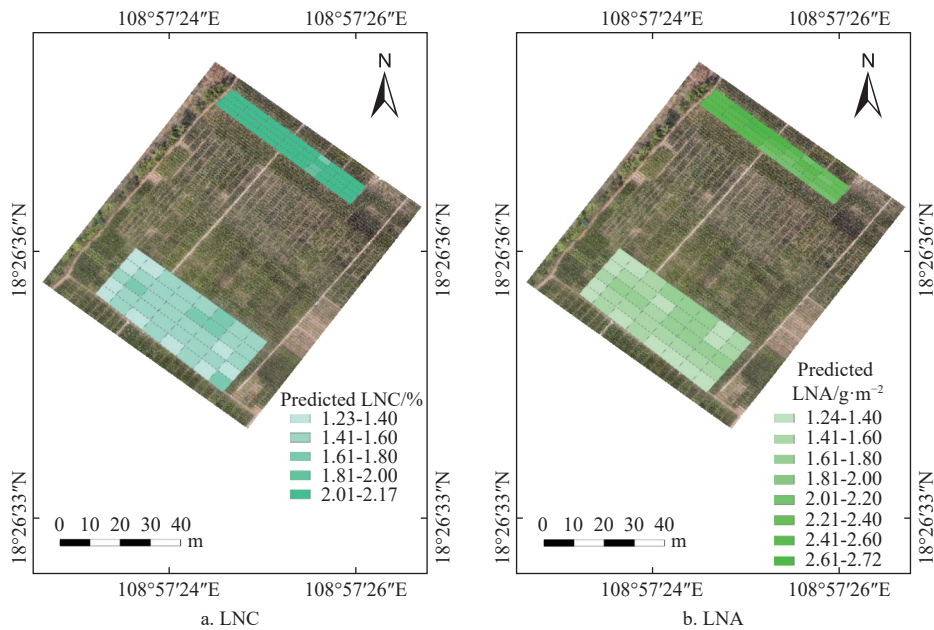 108°57′24″E 108°57′26″E
108°57′24″E 108°57′26″E
N
N
18°26′36″N
18°26′36″N
18°26′36″N
18°26′36″N
Predicted LNC/%
1.23-1.40
1.41-1.60
1.61-1.80
1.81-2.00
2.01-2.17
Predicted
LNA/g·m⁻²
1.24-1.40
1.41-1.60
1.61-1.80
1.81-2.00
2.01-2.20
2.21-2.40
2.41-2.60
2.61-2.72
18°26′33″N
18°26′33″N
18°26′33″N
18°26′33″N
0 10 20 30 40
m
0 10 20 30 40
m
108°57′24″E 108°57′26″E
108°57′24″E 108°57′26″E
a. LNC
b. LNA